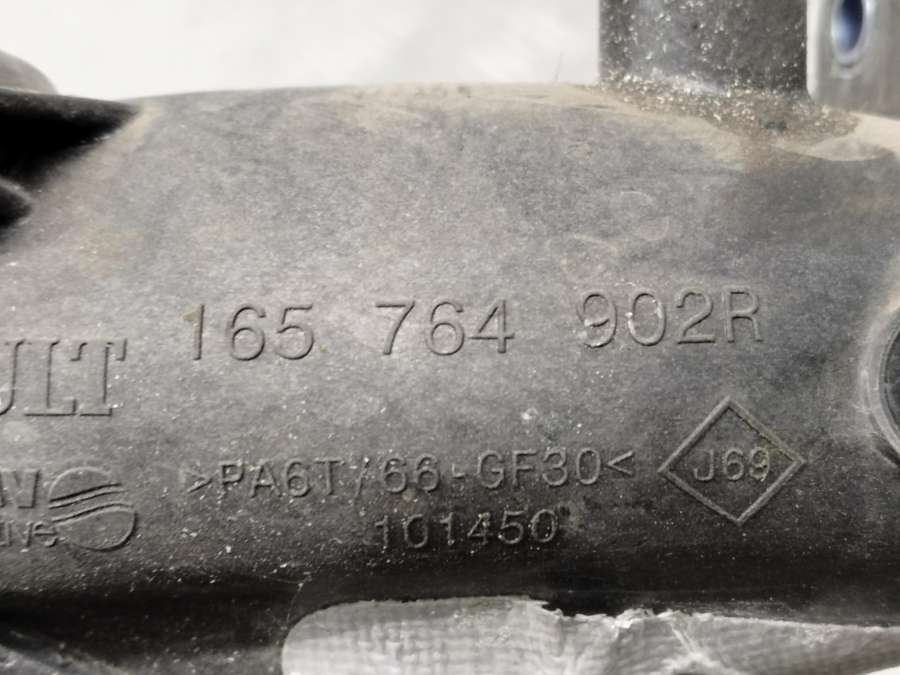 165 764 902R
ULT
>PA6T/66-GF30<
J69
101450